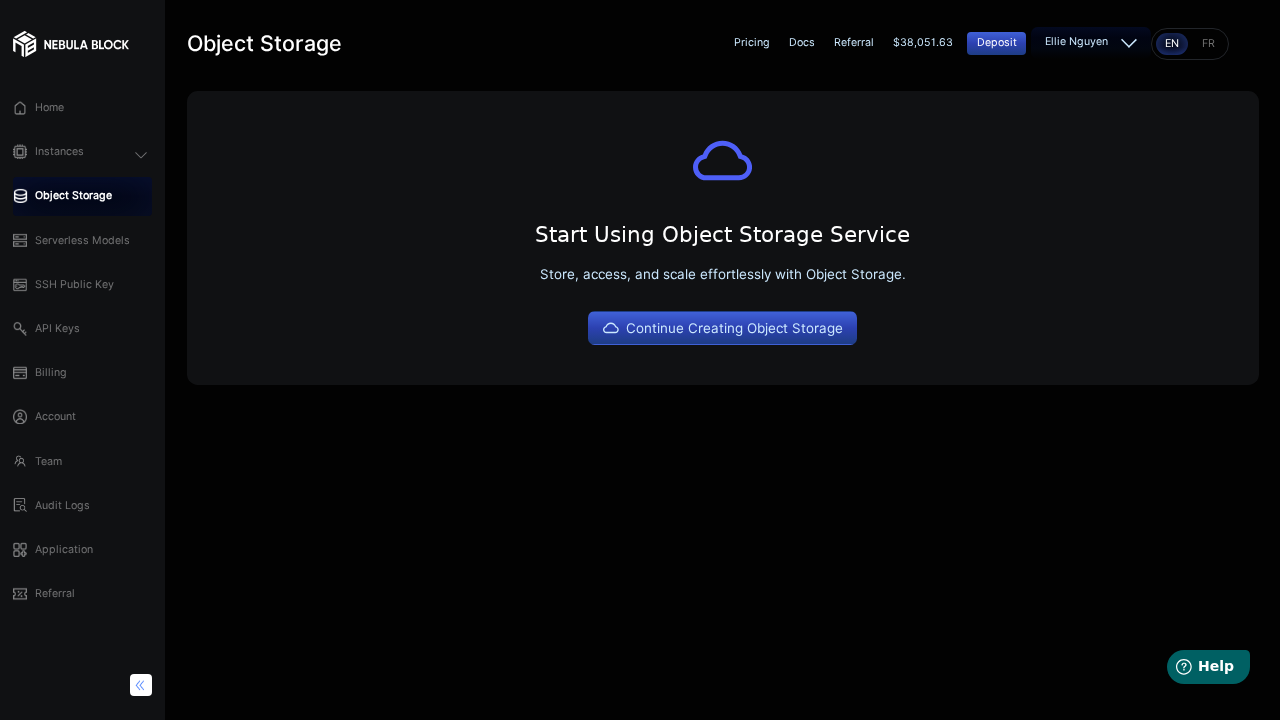 NEBULA BLOCK
Object Storage
Pricing
Docs
Referral
$38,051.63
Deposit
Ellie Nguyen
EN
FR
Home
Instances
Object Storage
Serverless Models
SSH Public Key
API Keys
Billing
Account
Team
Audit Logs
Application
Referral
Start Using Object Storage Service
Store, access, and scale effortlessly with Object Storage.
Continue Creating Object Storage
Help